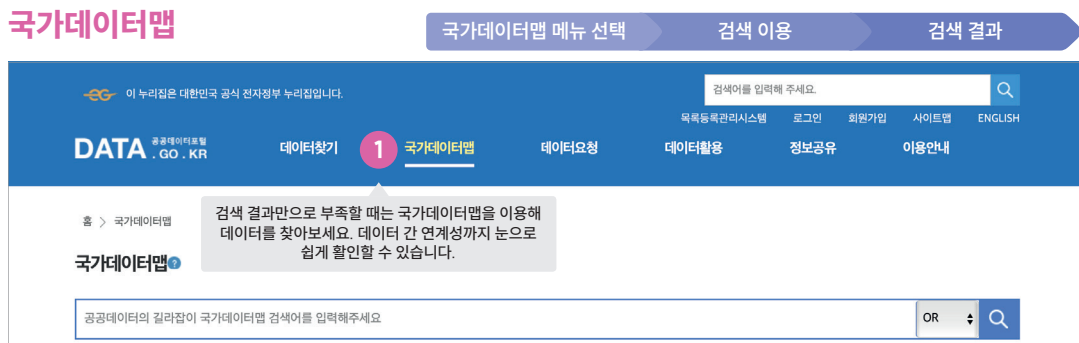 국가데이터맵
국가데이터맵 메뉴 선택
검색 이용
검색 결과
이 누리집은 대한민국 공식 전자정부 누리집입니다.
검색어를 입력해 주세요.
목록등록관리시스템 로그인 회원가입 사이트맵 ENGLISH
DATA 공공데이터포털
. GO . KR
데이터찾기 1 국가데이터맵 데이터요청 데이터활용 정보공유 이용안내
홈 > 국가데이터맵
검색 결과만으로 부족할 때는 국가데이터맵을 이용해
데이터를 찾아보세요. 데이터 간 연계성까지 눈으로
쉽게 확인할 수 있습니다.
국가데이터맵?
공공데이터의 길라잡이 국가데이터맵 검색어를 입력해주세요
OR